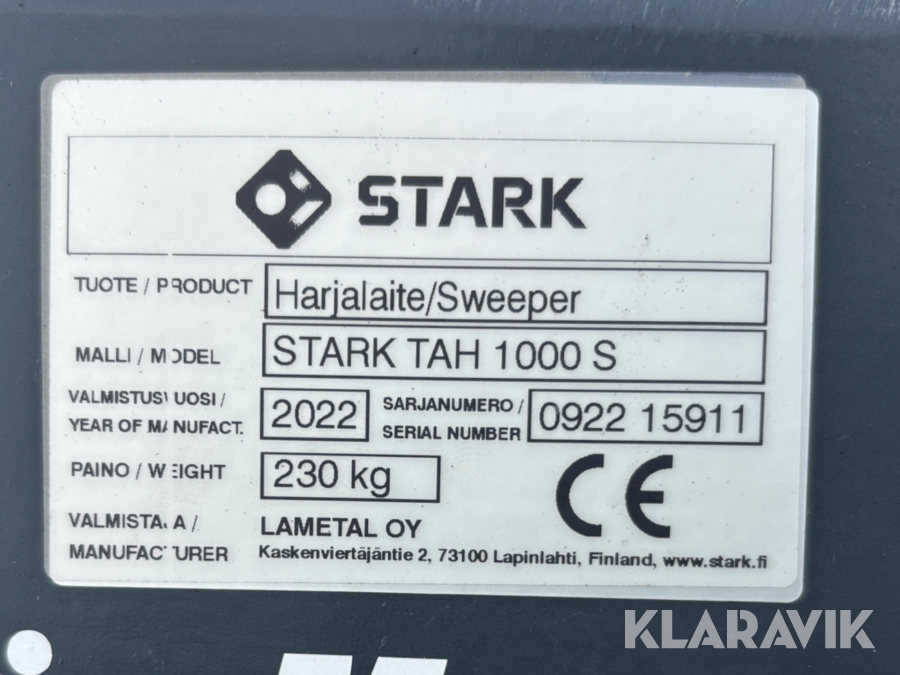 STARK
TUOTE / PRODUCT Harjalaite/Sweeper
MALLI / MODEL STARK TAH 1000 S
VALMISTUSVUOSI / YEAR OF MANUFACT. 2022 SARJANUMERO / SERIAL NUMBER 0922 15911
PAINO / WEIGHT 230 kg
CE
VALMISTAJA / MANUFACTURER LAMETAL OY
Kaskenviertäjäntie 2, 73100 Lapinlahti, Finland, www.stark.fi
KLARAVIK